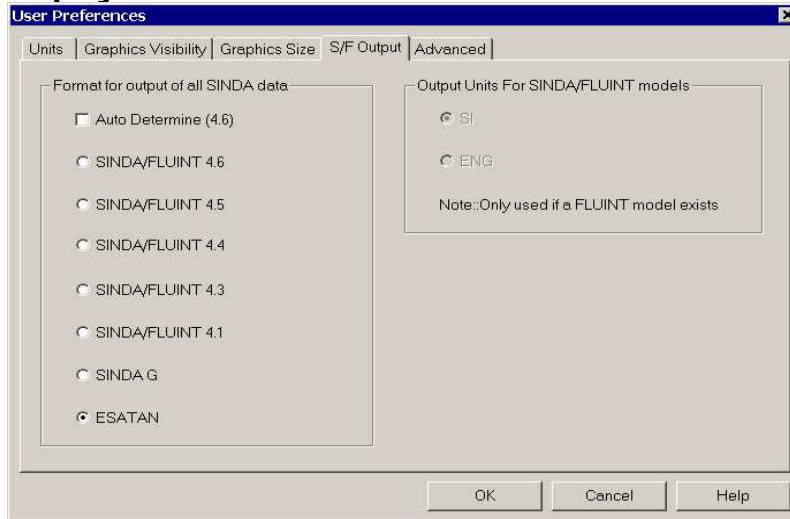 User Preferences
Units Graphics Visibility Graphics Size S/F Output Advanced
Format for output of all SINDA data
Auto Determine (4.6)
SINDA/FLUINT 4.6
SINDA/FLUINT 4.5
SINDA/FLUINT 4.4
SINDA/FLUINT 4.3
SINDA/FLUINT 4.1
SINDA G
ESATAN
Output Units For SINDA/FLUINT models
SI
ENG
Note::Only used if a FLUINT model exists
OK Cancel Help